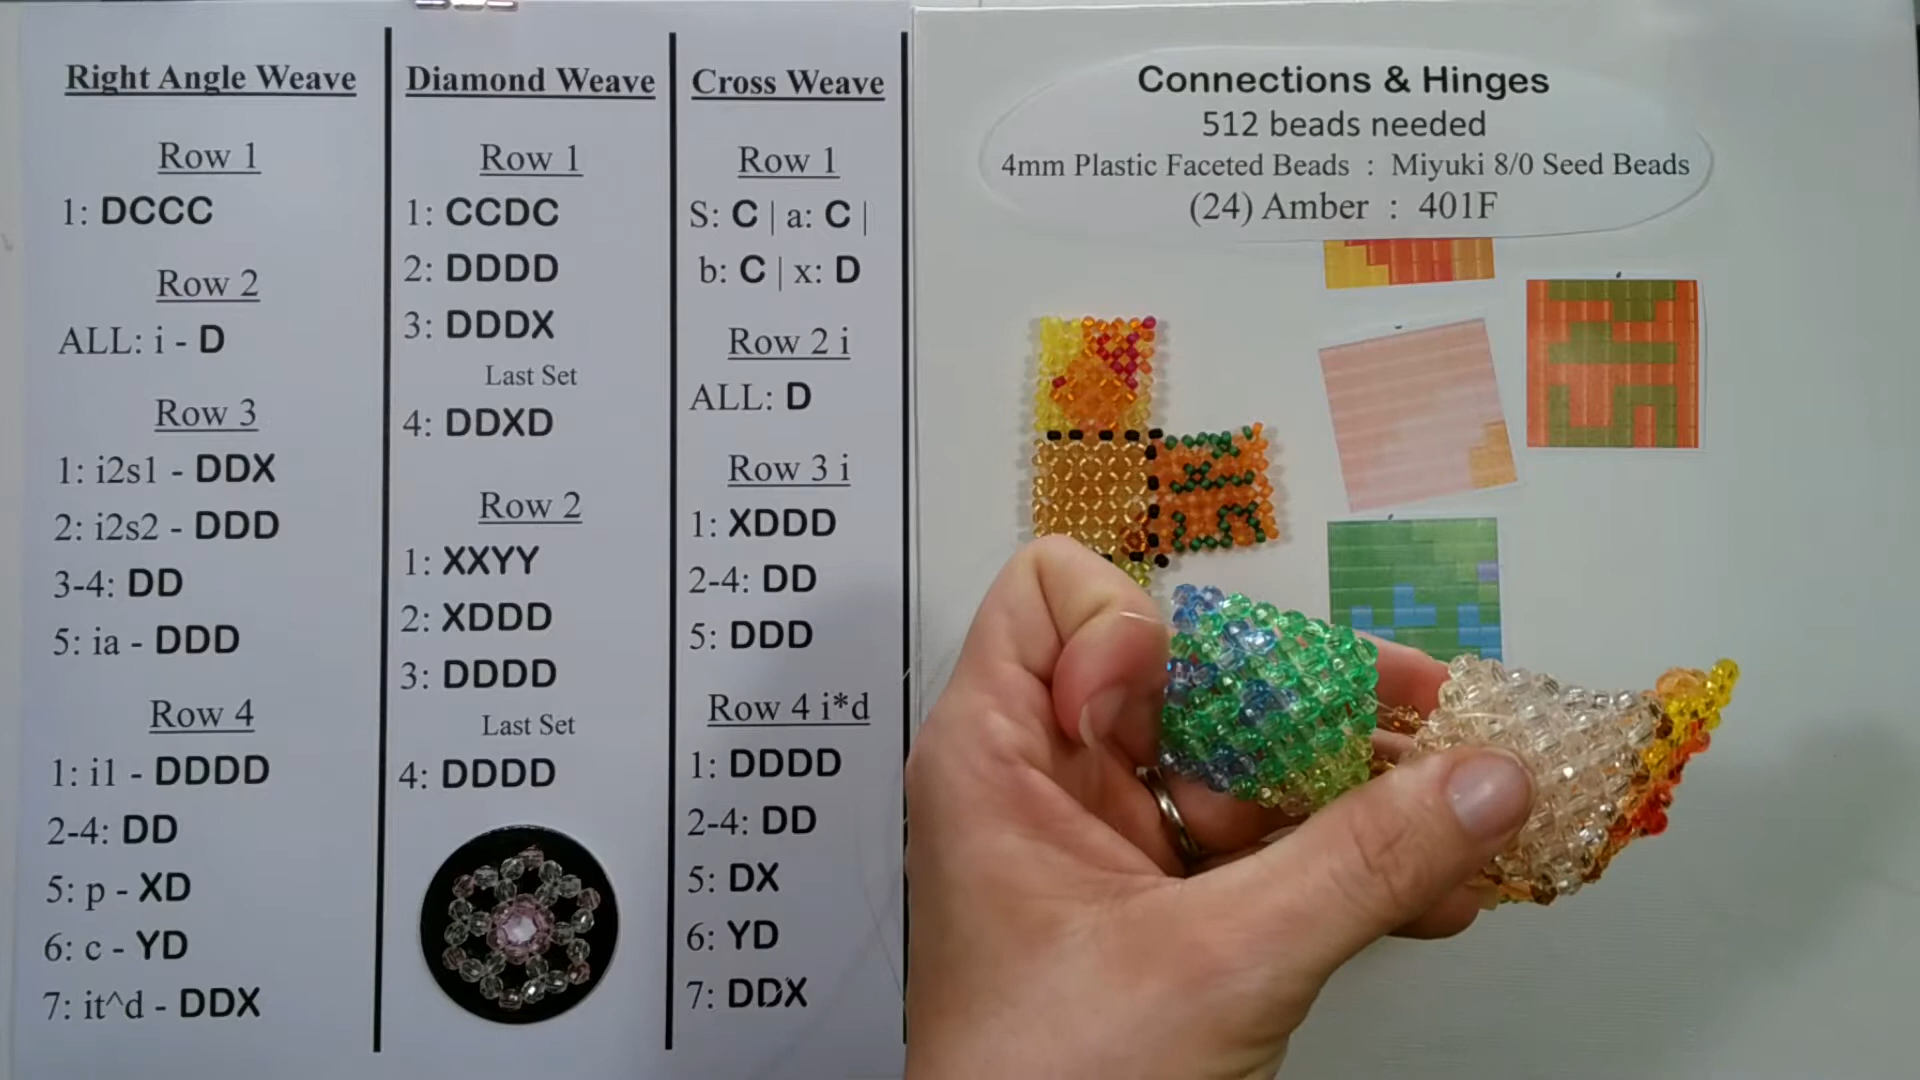 Right Angle Weave
Row 1
1: DCCC
Row 2
ALL: i - D
Row 3
1: i2s1 - DDX
2: i2s2 - DDD
3-4: DD
5: ia - DDD
Row 4
1: i1 - DDDD
2-4: DD
5: p - XD
6: c - YD
7: it^d - DDX
Diamond Weave
Row 1
1: CCDC
2: DDDD
3: DDDX
Last Set
4: DDXD
Row 2
1: XXYY
2: XDDD
3: DDDD
Last Set
4: DDDD
Cross Weave
Row 1
S: C | a: C |
b: C | x: D
Row 2 i
ALL: D
Row 3 i
1: XDDD
2-4: DD
5: DDD
Row 4 i*d
1: DDDD
2-4: DD
5: DX
6: YD
7: DDX
Connections & Hinges
512 beads needed
4mm Plastic Faceted Beads : Miyuki 8/0 Seed Beads
(24) Amber : 401F